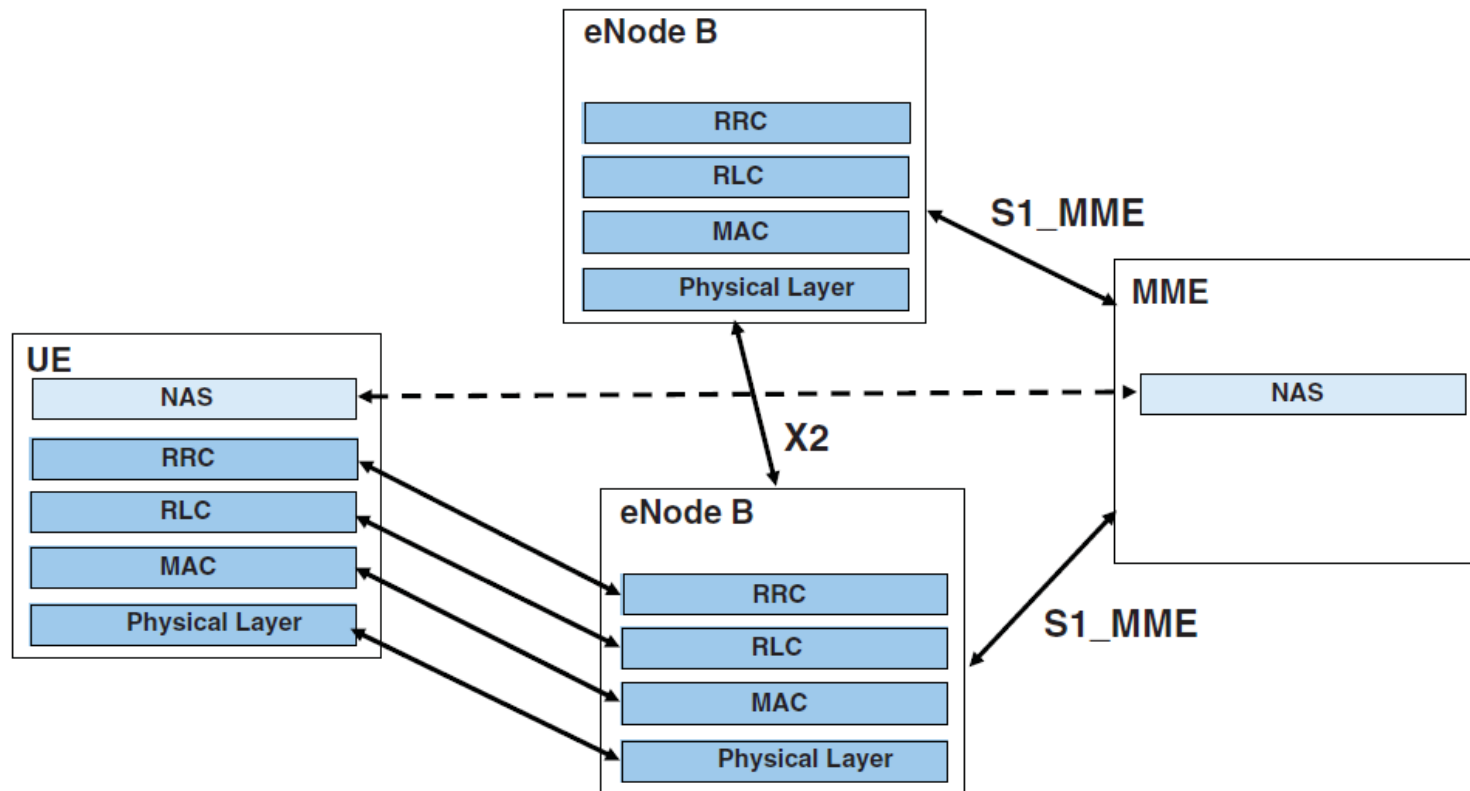 eNode B
RRC
RLC
MAC
Physical Layer
S1_MME
MME
NAS
UE
NAS
RRC
RLC
MAC
Physical Layer
X2
eNode B
RRC
RLC
MAC
Physical Layer
S1_MME